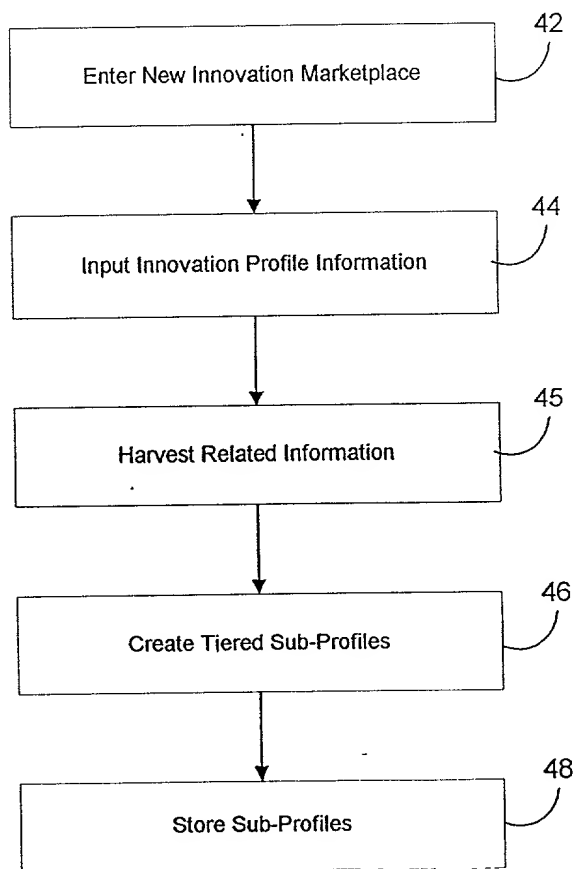 42
Enter New Innovation Marketplace
44
Input Innovation Profile Information
45
Harvest Related Information
46
Create Tiered Sub-Profiles
48
Store Sub-Profiles